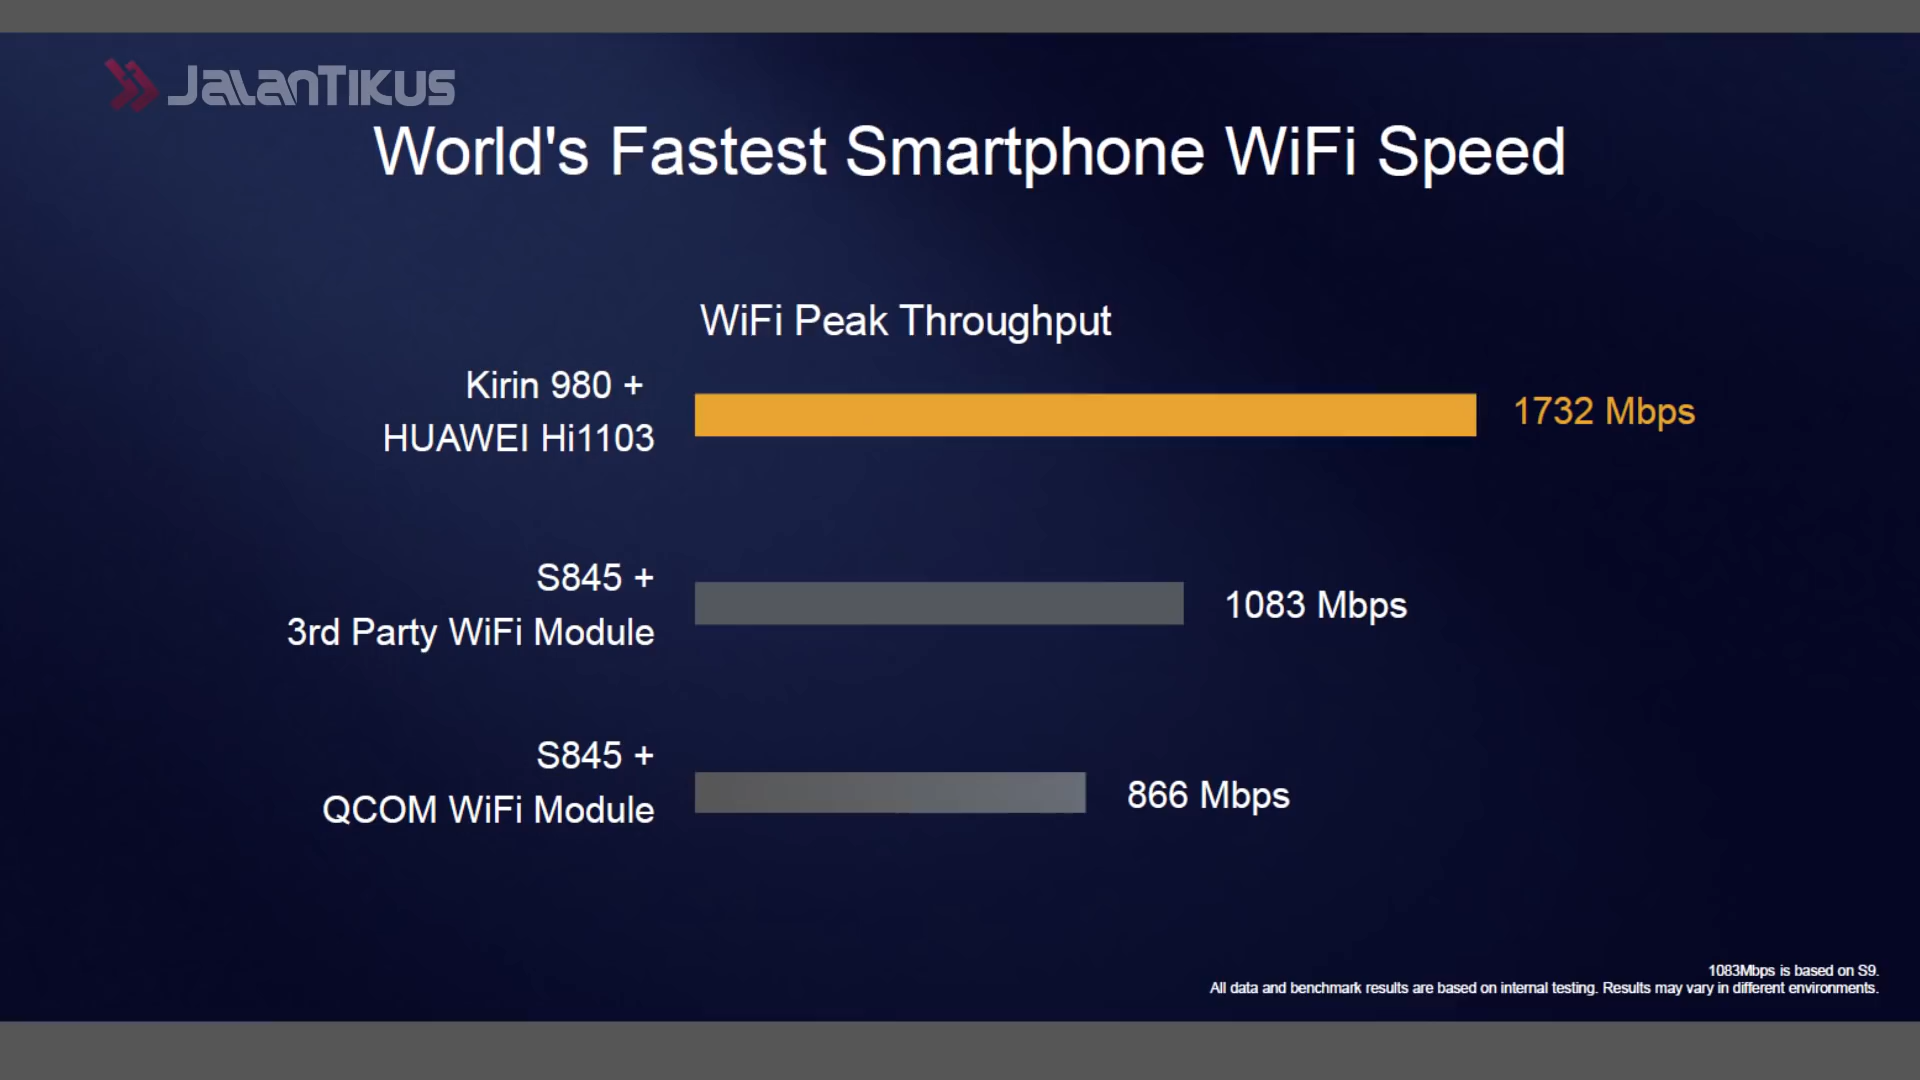 JalanTikus
World's Fastest Smartphone WiFi Speed
WiFi Peak Throughput
Kirin 980 +
HUAWEI Hi1103
1732 Mbps
S845 +
3rd Party WiFi Module
1083 Mbps
S845 +
QCOM WiFi Module
866 Mbps
1083Mbps is based on S9.
All data and benchmark results are based on internal testing. Results may vary in different environments.